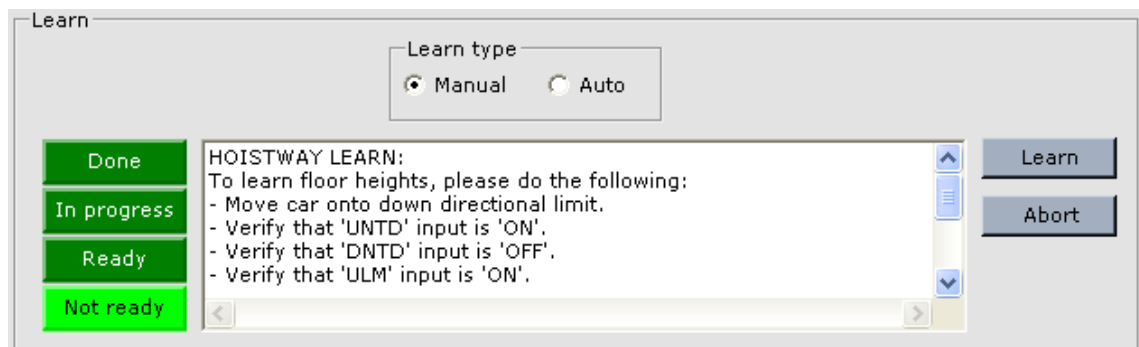 Learn
Learn type
Manual
Auto
Done
In progress
Ready
Not ready
HOISTWAY LEARN:
To learn floor heights, please do the following:
- Move car onto down directional limit.
- Verify that 'UNTD' input is 'ON'.
- Verify that 'DNTD' input is 'OFF'.
- Verify that 'ULM' input is 'ON'.
Learn
Abort